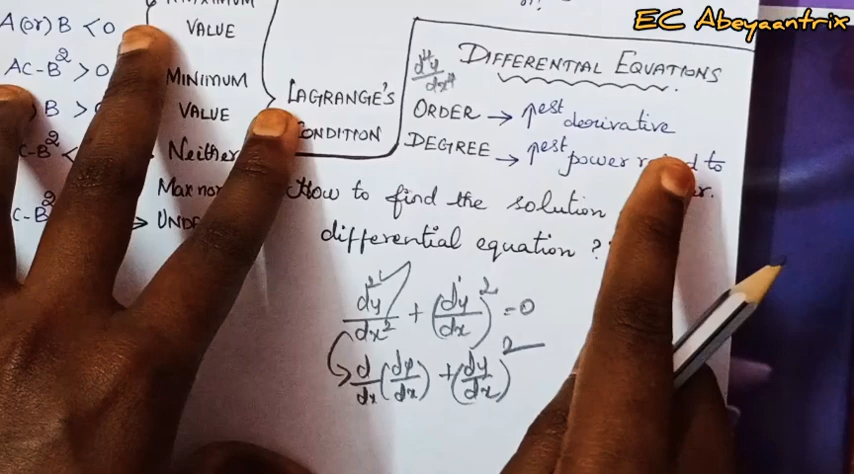 EC Abeyaantrix
A(or) B < 0
VALUE
AC-B² > 0
MINIMUM
B >
VALUE
C-B² <
Neither
Max nor
C-B²
→ UND
LAGRANGE'S
CONDITION
DIFFERENTIAL EQUATIONS
ORDER → ↑est derivative
DEGREE → ↑est power to
How to find the solution
differential equation ?
d²y/dx² + (dy/dx)² = 0
d/dx (dy/dx) + (dy/dx)²